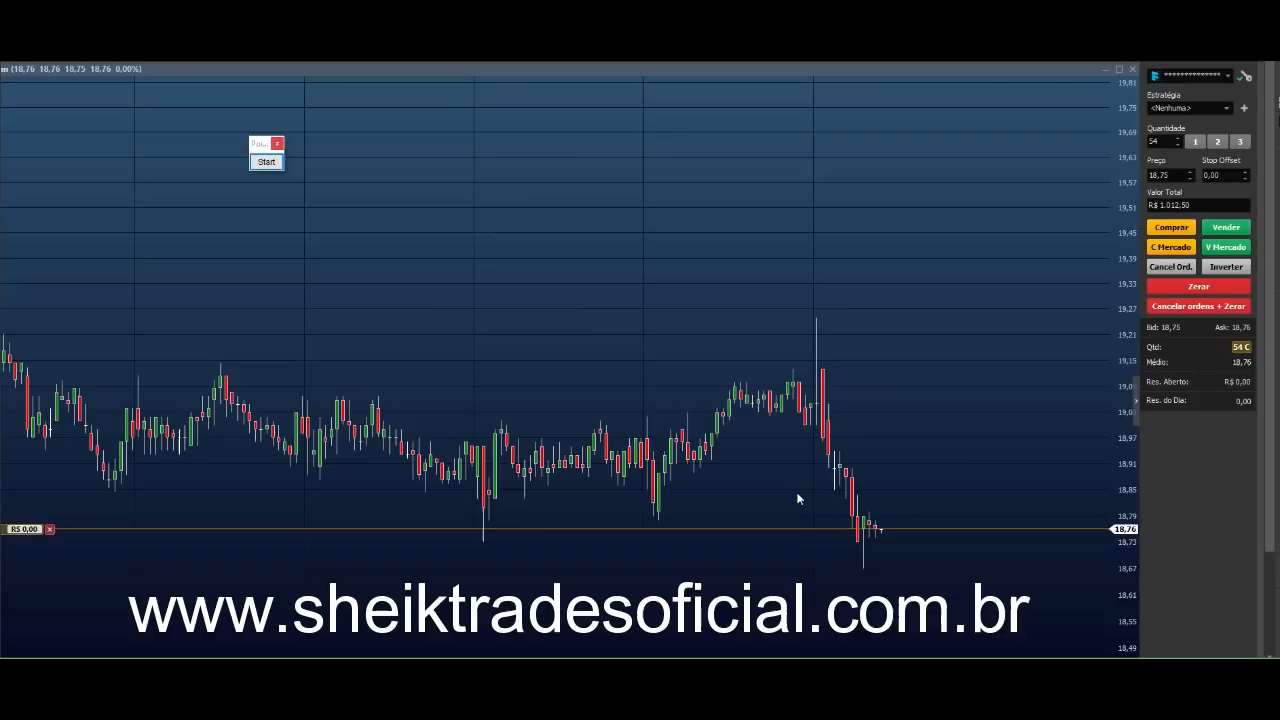 m (18,76 18,76 18,75 18,76 0,00%)
Start
R$ 0,00
19,81
19,75
19,69
19,63
19,57
19,51
19,45
19,39
19,33
19,27
19,21
19,15
19,03
18,97
18,91
18,85
18,79
18,76
18,73
18,67
18,61
18,55
18,49
**************
Estratégia
<Nenhuma>
Quantidade
54 1 2 3
Preço Stop Offset
18,75 0,00
Valor Total
R$ 1.012,50
Comprar Vender
C Mercado V Mercado
Cancel Ord. Inverter
Zerar
Cancelar ordens + Zerar
Bid: 18,75 Ask: 18,76
Qtd: 54 C
Médio: 18,76
Res. Aberto: R$ 0,00
Res. do Dia: 0,00
www.sheiktradesoficial.com.br